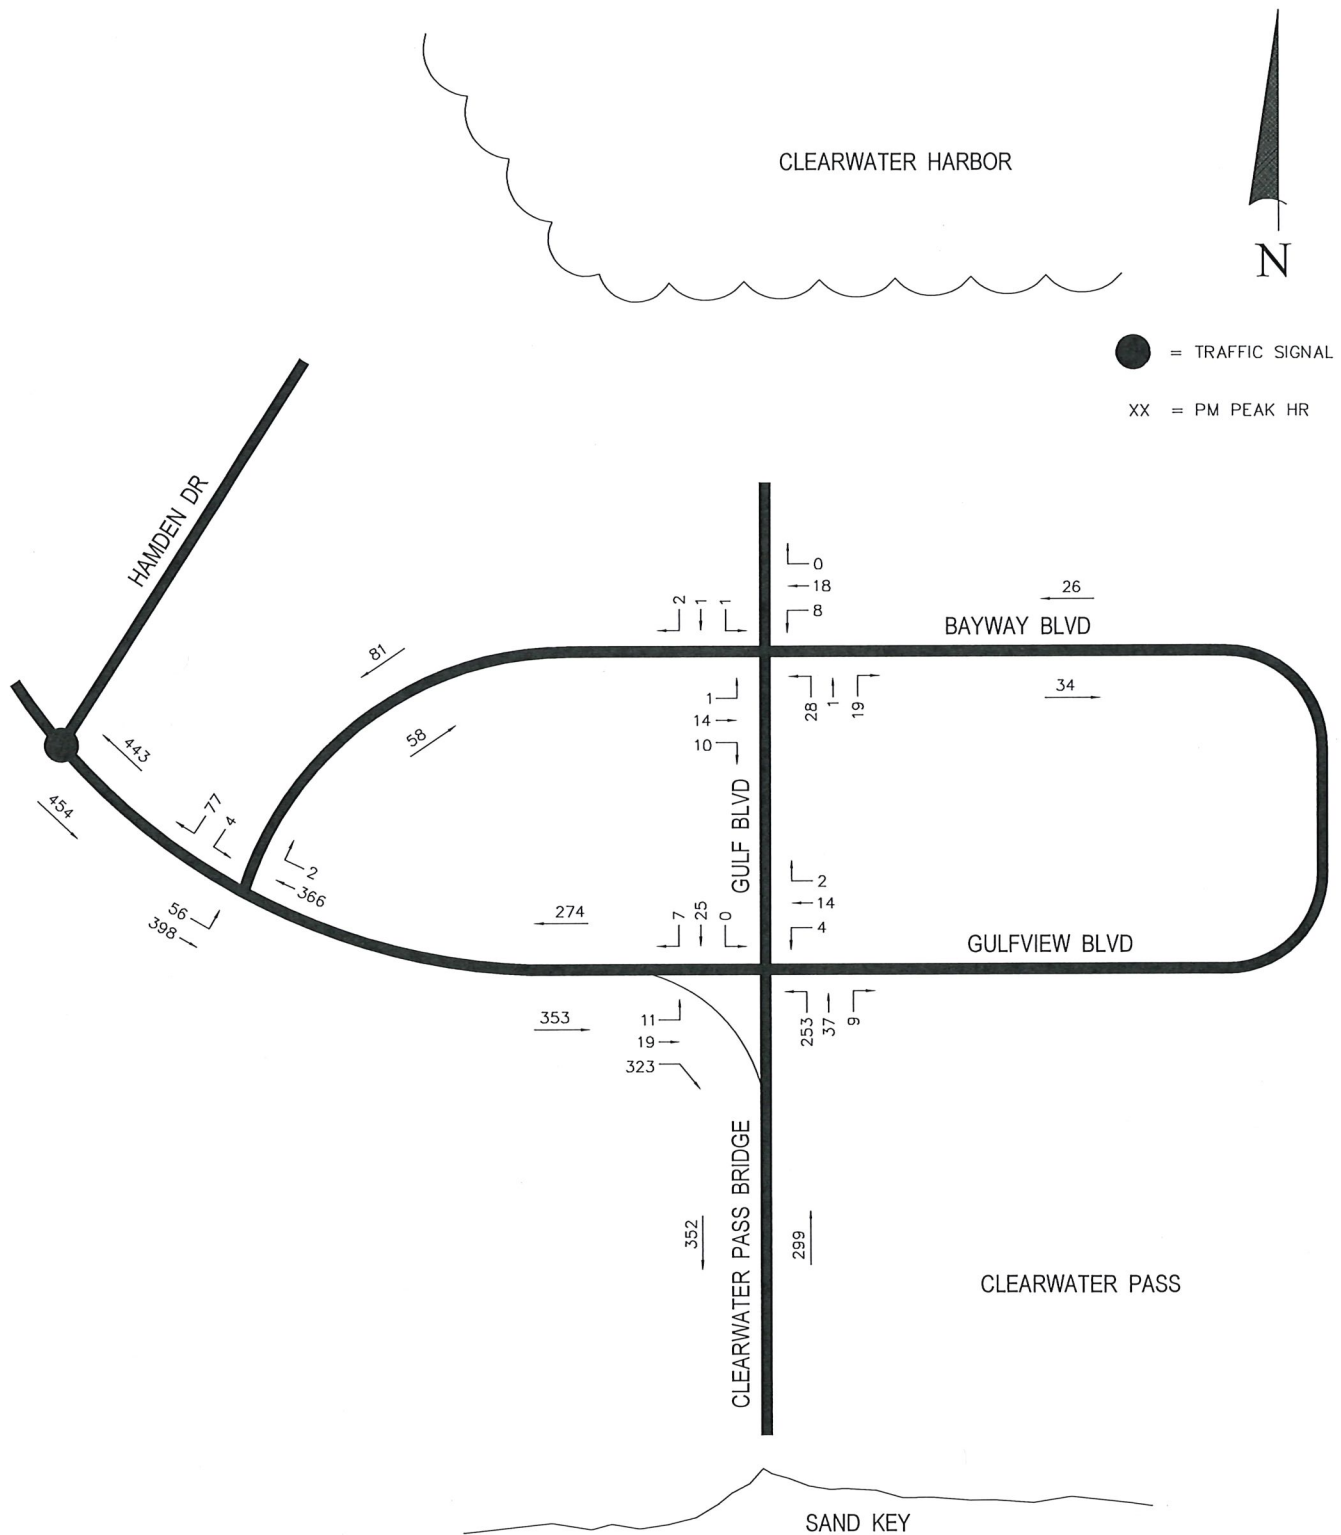 CLEARWATER HARBOR
N
= TRAFFIC SIGNAL
XX = PM PEAK HR
HAMDEN DR
0
18
8
2 1 1
26
BAYWAY BLVD
81
58
1
14
10
28 1 19
34
443
454
77 4
2
366
56
398
GULF BLVD
2
14
4
274
7 25 0
GULFVIEW BLVD
353
11
19
323
253 37 9
CLEARWATER PASS BRIDGE
352
299
CLEARWATER PASS
SAND KEY